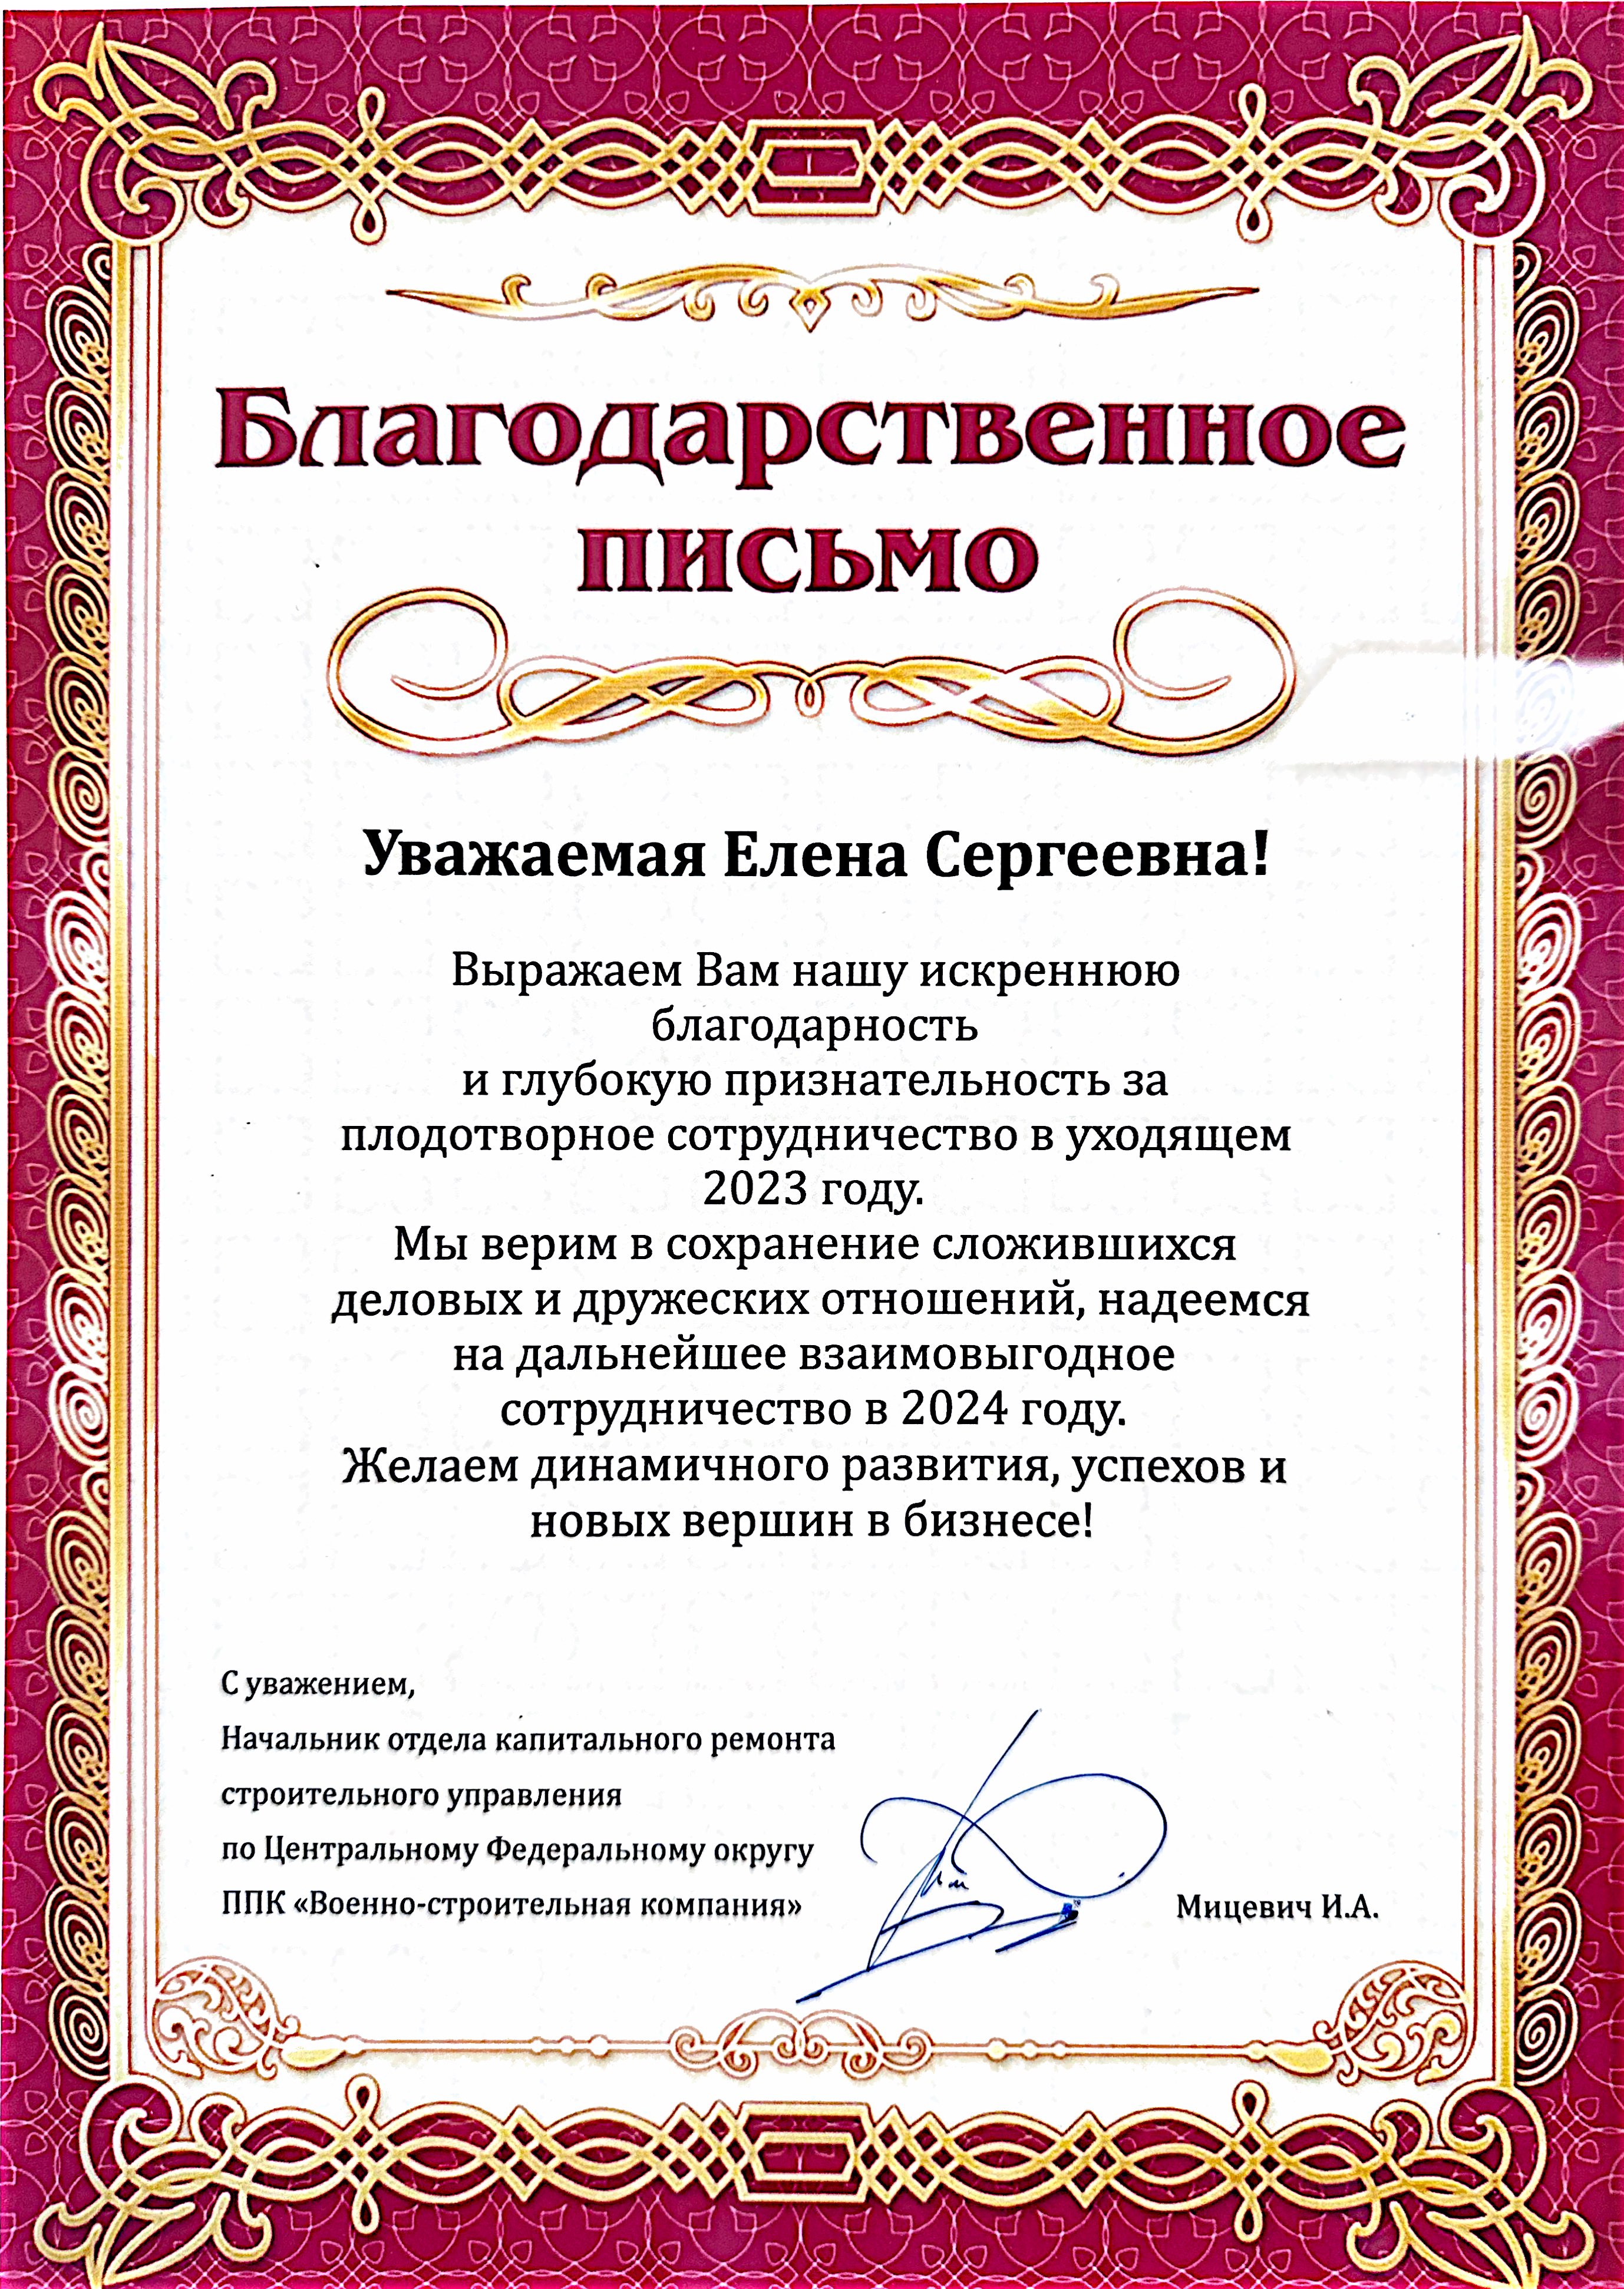 Благодарственное
письмо
Уважаемая Елена Сергеевна!
Выражаем Вам нашу искреннюю
благодарность
и глубокую признательность за
плодотворное сотрудничество в уходящем
2023 году.
Мы верим в сохранение сложившихся
деловых и дружеских отношений, надеемся
на дальнейшее взаимовыгодное
сотрудничество в 2024 году.
Желаем динамичного развития, успехов и
новых вершин в бизнесе!
С уважением,
Начальник отдела капитального ремонта
строительного управления
по Центральному Федеральному округу
ППК «Военно-строительная компания»
Мицевич И.А.